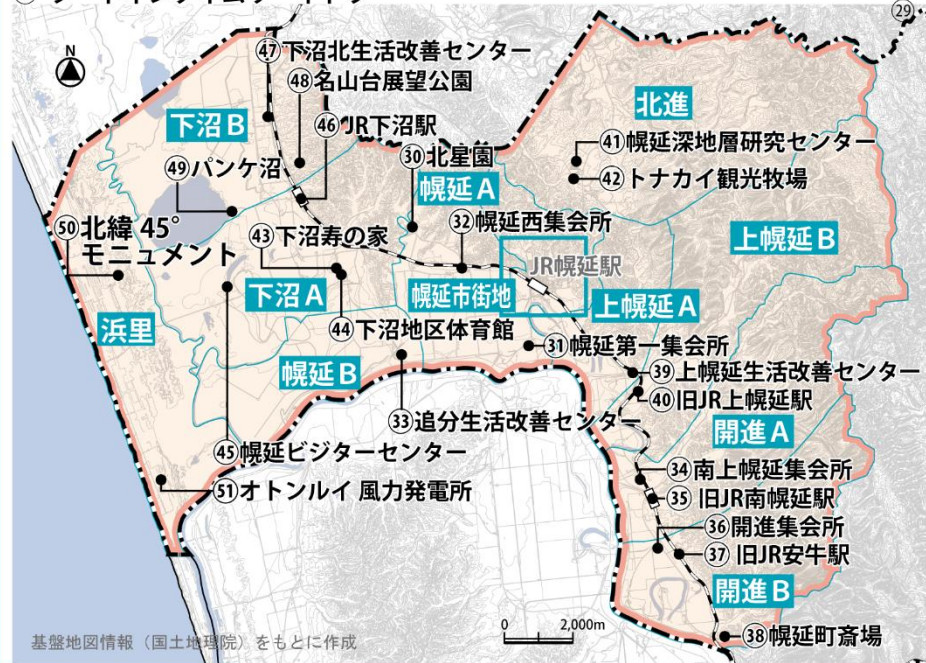 ㉙
N
㊼下沼北生活改善センター
㊽名山台展望公園
下沼B
㊻JR下沼駅
北進
㊶幌延深地層研究センター
㊾パンケ沼
㉚北星園
幌延A
㊷トナカイ観光牧場
㊿北緯 45°
モニュメント
㊸下沼寿の家
㉜幌延西集会所
上幌延B
JR幌延駅
下沼A
幌延市街地
上幌延A
浜里
㊹下沼地区体育館
㉛幌延第一集会所
幌延B
㊴上幌延生活改善センター
㊵旧JR上幌延駅
㉝追分生活改善センター
開進A
㊺幌延ビジターセンター
㉞南上幌延集会所
51オトンルイ 風力発電所
㉟旧JR南幌延駅
㊱開進集会所
㊲旧JR安牛駅
開進B
基盤地図情報（国土地理院）をもとに作成
0 2,000m
㊳幌延町斎場